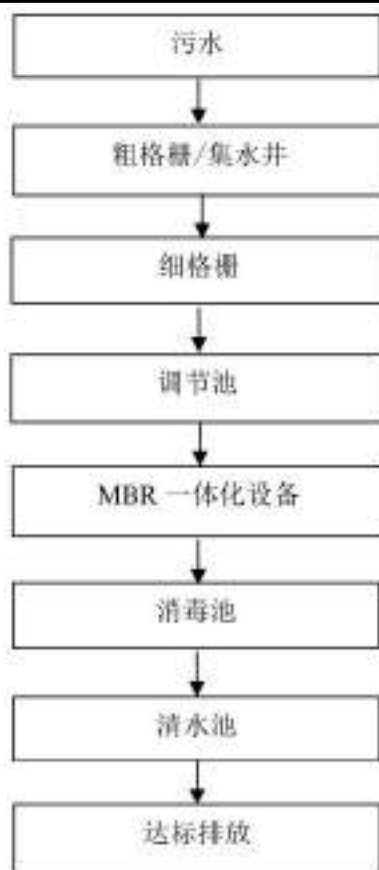 污水
粗格栅/集水井
细格栅
调节池
MBR 一体化设备
消毒池
清水池
达标排放